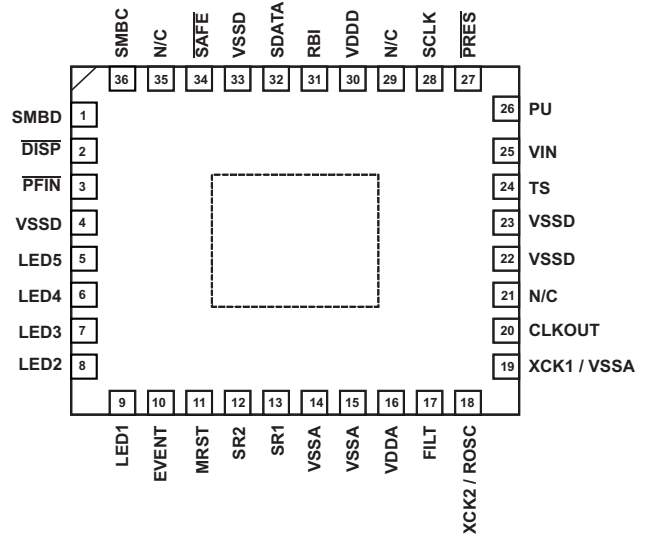 SMBC
N/C
SAFE
VSSD
SDATA
RBI
VDDD
N/C
SCLK
PRES
36 35 34 33 32 31 30 29 28 27
SMBD 1
DISP 2
PFIN 3
VSSD 4
LED5 5
LED4 6
LED3 7
LED2 8
26 PU
25 VIN
24 TS
23 VSSD
22 VSSD
21 N/C
20 CLKOUT
19 XCK1 / VSSA
9 10 11 12 13 14 15 16 17 18
LED1
EVENT
MRST
SR2
SR1
VSSA
VSSA
VDDA
FILT
XCK2 / ROSC